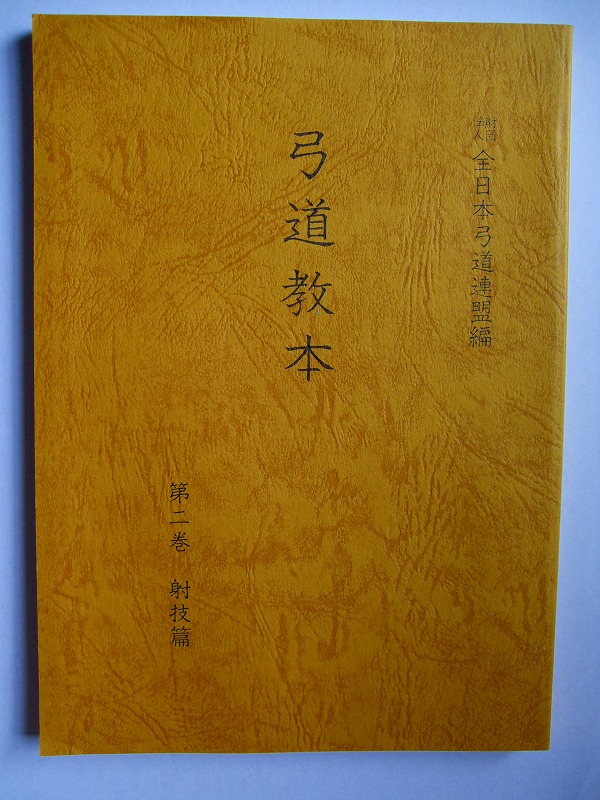 財団法人 全日本弓道連盟編
弓道教本
第二巻 射技篇